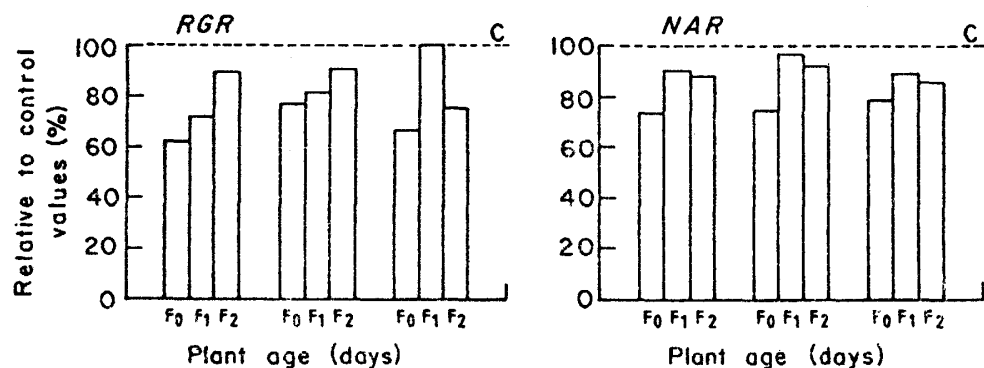 RGR
C
Relative to control
values (%)
100
80
60
40
20
0
F0 F1 F2
F0 F1 F2
F0 F1 F2
Plant age (days)
NAR
C
100
80
60
40
20
0
F0 F1 F2
F0 F1 F2
F0 F1 F2
Plant age (days)